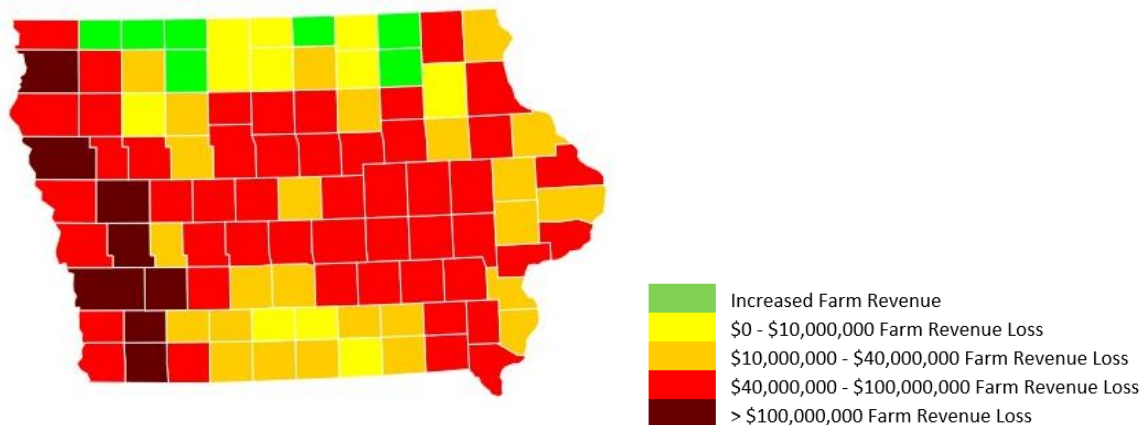 Increased Farm Revenue
$0 - $10,000,000 Farm Revenue Loss
$10,000,000 - $40,000,000 Farm Revenue Loss
$40,000,000 - $100,000,000 Farm Revenue Loss
> $100,000,000 Farm Revenue Loss